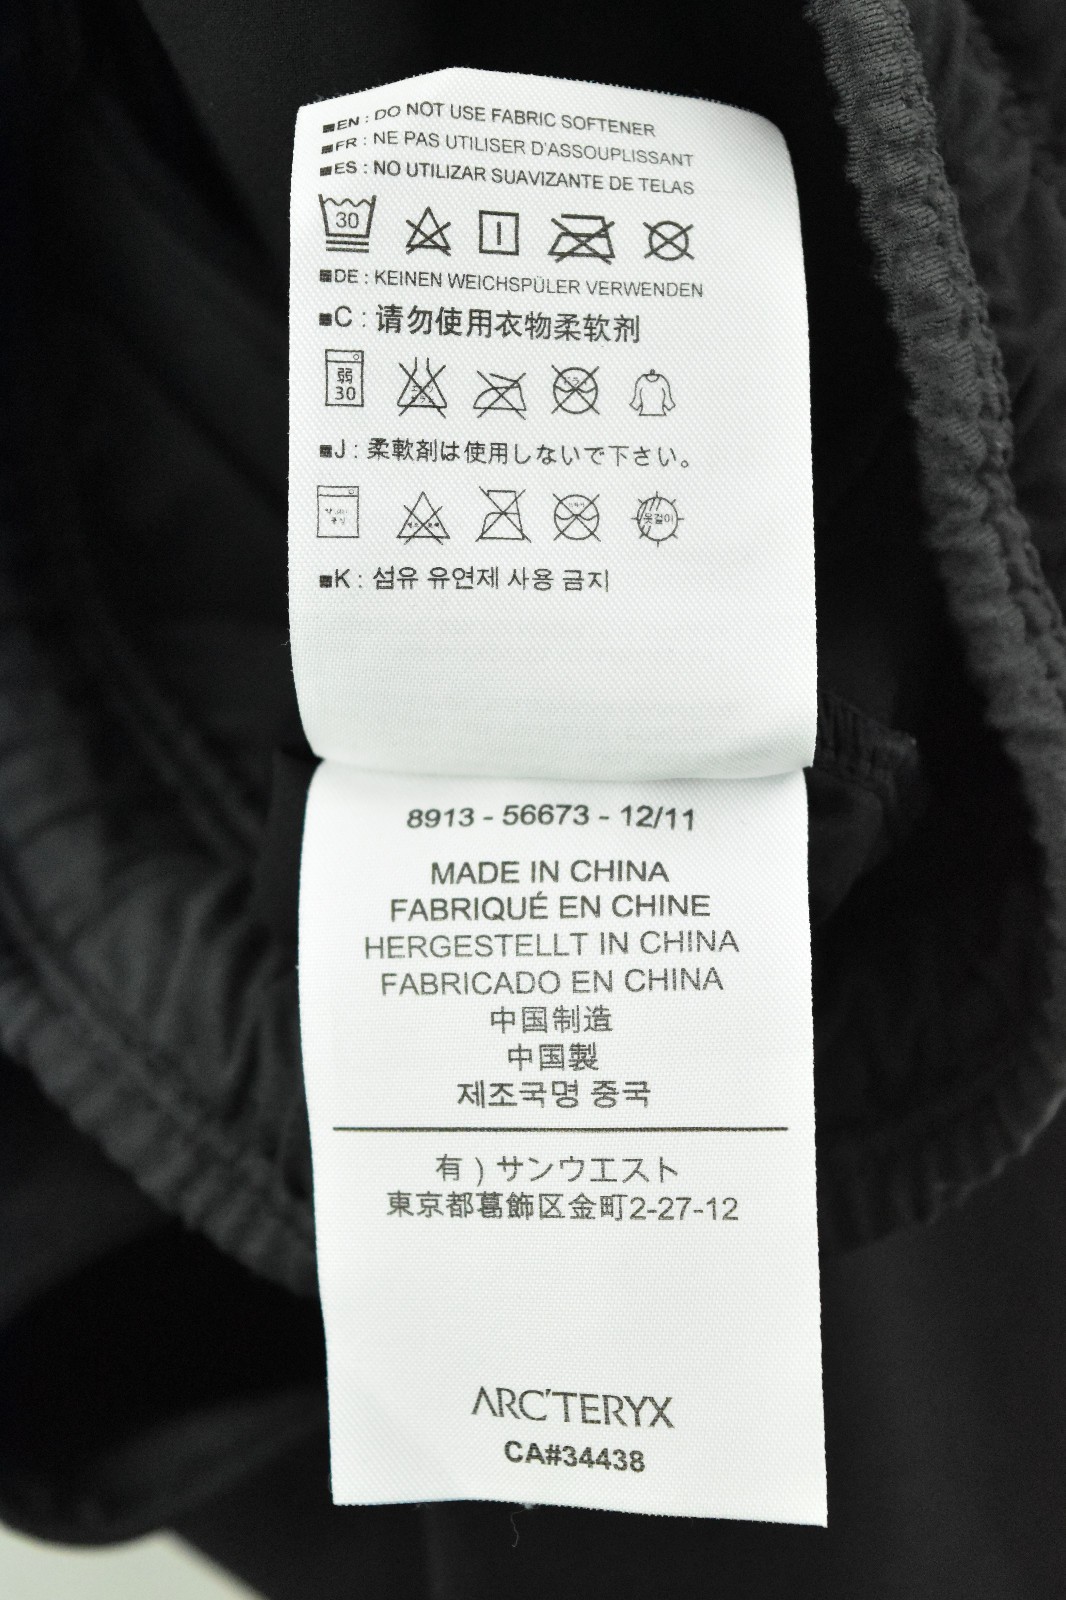 EN : DO NOT USE FABRIC SOFTENER
FR : NE PAS UTILISER D'ASSOUPLISSANT
ES : NO UTILIZAR SUAVIZANTE DE TELAS
30
DE : KEINEN WEICHSPÜLER VERWENDEN
C : 请勿使用衣物柔软剂
弱
30
J : 柔軟剤は使用しないで下さい。
옷걸이
K : 섬유 유연제 사용 금지
8913 - 56673 - 12/11
MADE IN CHINA
FABRIQUÉ EN CHINE
HERGESTELLT IN CHINA
FABRICADO EN CHINA
中国制造
中国製
제조국명 중국
有 ) サンウエスト
東京都葛飾区金町2-27-12
ARC'TERYX
CA#34438